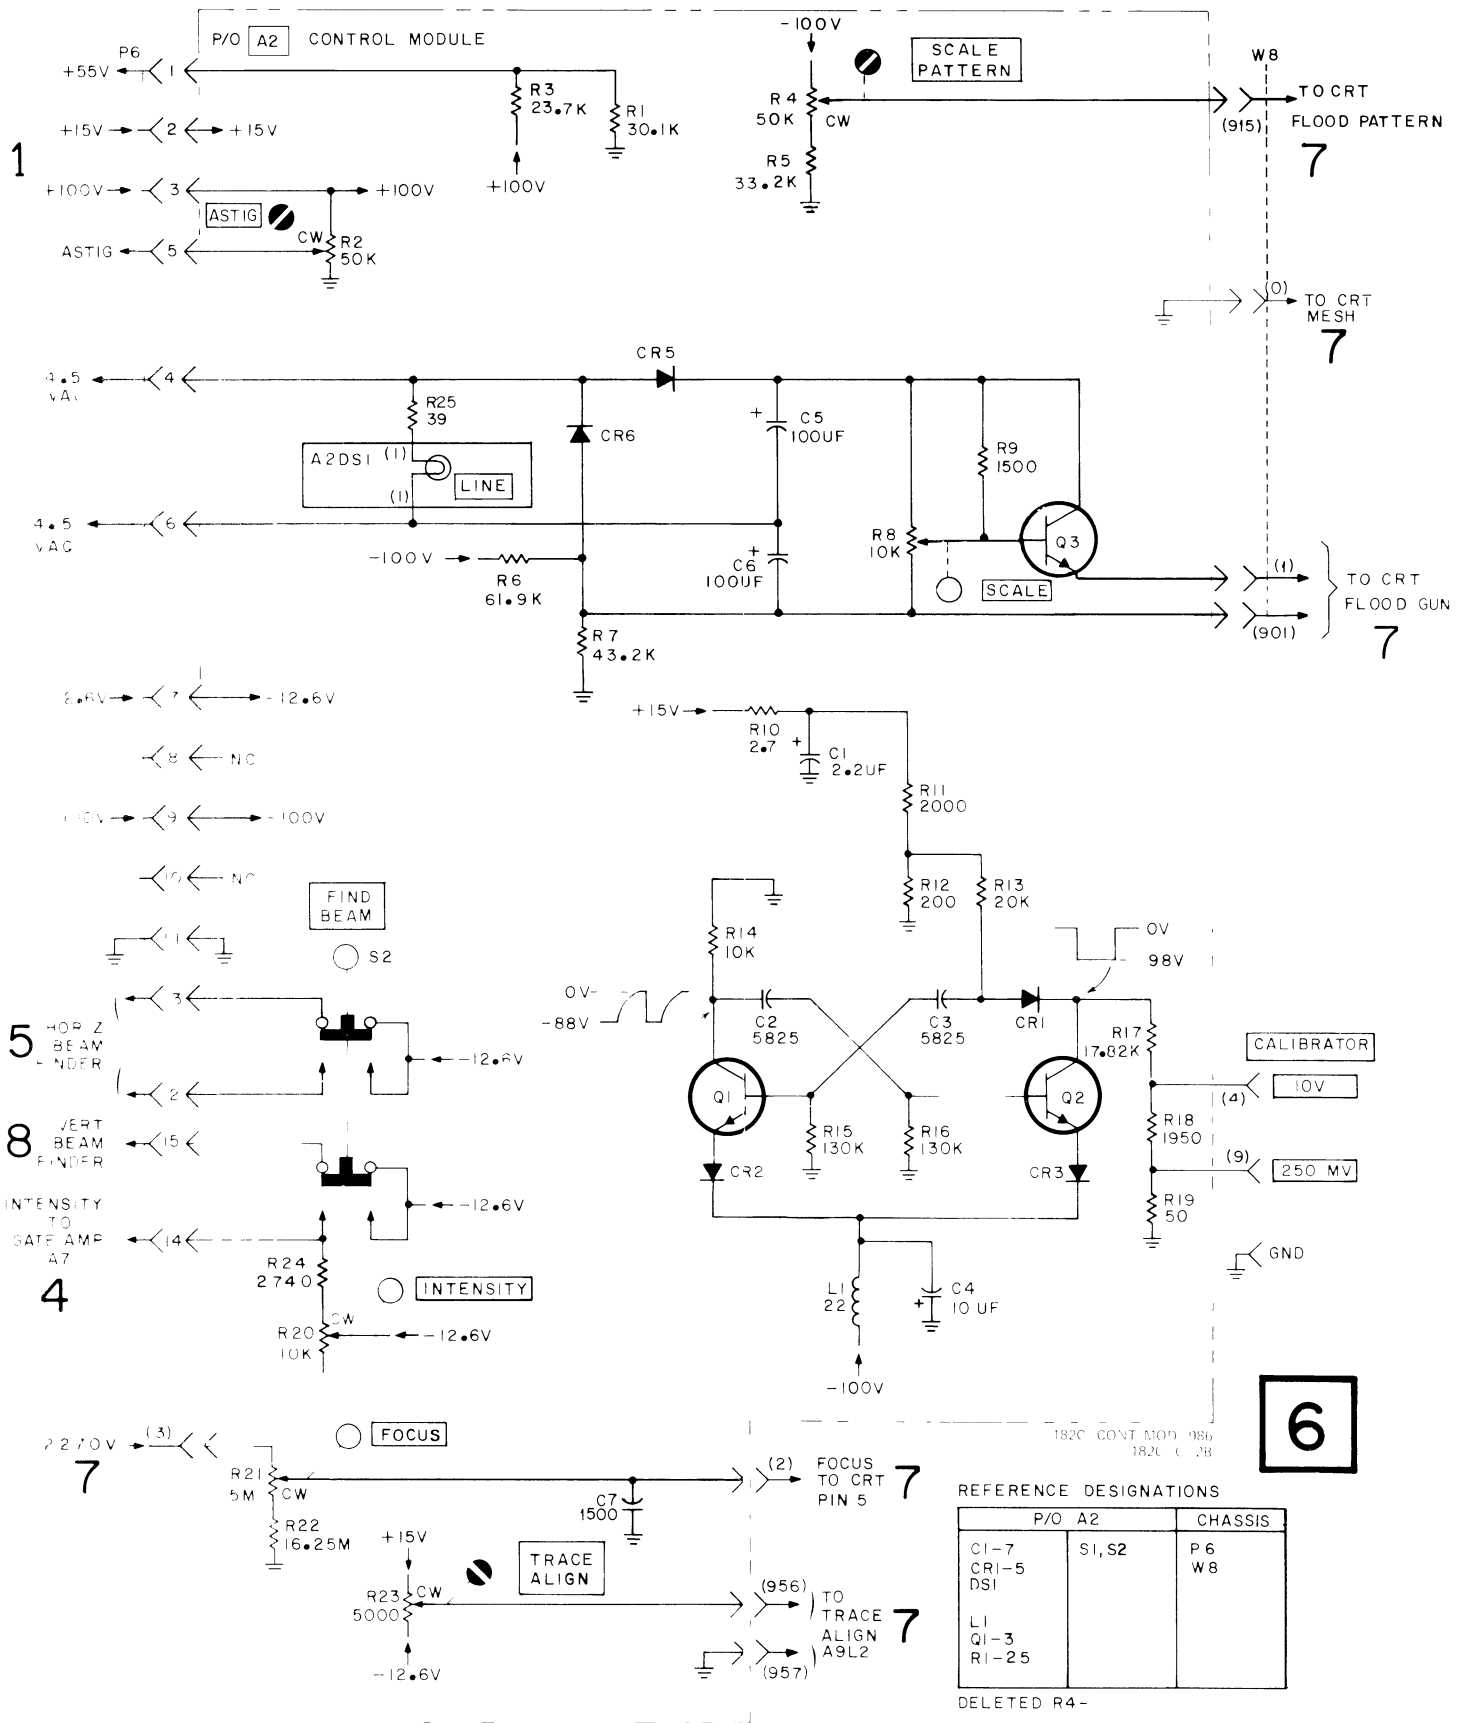 P/O A2 CONTROL MODULE
P6
+55V 1
+15V 2 +15V
1
+100V 3 +100V
ASTIG
ASTIG 5
CW R2
50K
R3
23.7K
+100V
R1
30.1K
-100V
SCALE
PATTERN
R4
50K CW
R5
33.2K
W8
(915)
TO CRT
FLOOD PATTERN
7
(0)
TO CRT
MESH
7
4.5
4
R25
39
A2DS1 (1)
(1)
LINE
4.5
VAC
6
CR5
CR6
+ C5
100UF
+
C6
100UF
-100V
R6
61.9K
R7
43.2K
R9
1500
R8
10K
Q3
SCALE
(1)
(901)
TO CRT
FLOOD GUN
7
2.6V 7 -12.6V
8 NC
9 -100V
10
11
FIND
BEAM
S2
5
BEAM
3
2
-12.6V
8
VERT
BEAM
FINDER
15
INTENSITY
TO
GATE AMP
A7
14
4
-12.6V
R24
2740
INTENSITY
CW
R20
10K
-12.6V
+15V
R10
2.7
+ C1
2.2UF
R11
2000
R12
200
R13
20K
R14
10K
0V-
-88V
C2
5825
C3
5825
CR1
0V
98V
Q1
Q2
R15
130K
R16
130K
CR2
CR3
R17
17.82K
R18
1950
R19
50
CALIBRATOR
10V
(4)
(9)
250 MV
GND
L1
22
+
C4
10 UF
-100V
6
2270V (3)
7
FOCUS
R21
5M CW
R22
16.25M
C7
1500
(2)
FOCUS
TO CRT
PIN 5
7
+15V
R23
5000
CW
-12.6V
TRACE
ALIGN
(956)
(957)
TO
TRACE
ALIGN
A9L2
7
REFERENCE DESIGNATIONS
P/O A2 CHASSIS
C1-7 S1,S2 P6
CR1-5 W8
DS1
L1
Q1-3
R1-25
DELETED R4-